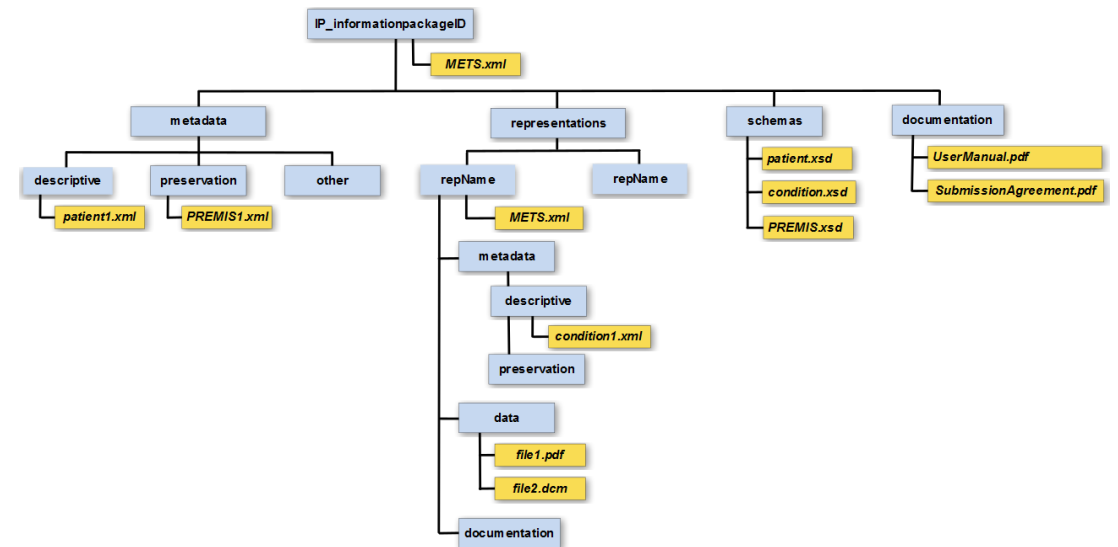 IP_informationpackageID
METS.xml
metadata
representations
schemas
documentation
descriptive
preservation
other
repName
repName
patient.xsd
UserManual.pdf
patient1.xml
PREMIS1.xml
METS.xml
condition.xsd
SubmissionAgreement.pdf
PREMIS.xsd
metadata
descriptive
condition1.xml
preservation
data
file1.pdf
file2.dcm
documentation